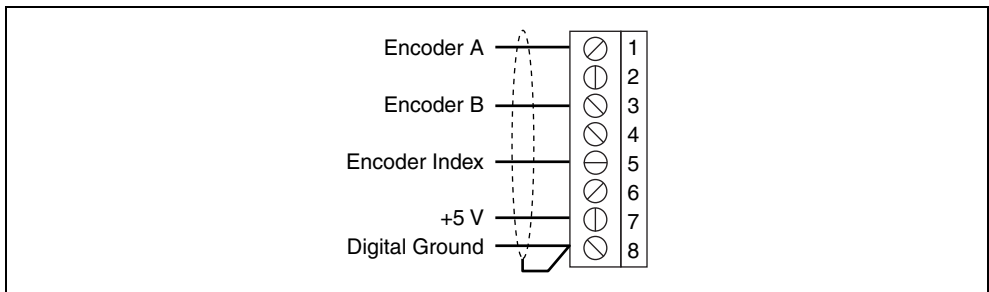 Encoder A 1
2
Encoder B 3
4
Encoder Index 5
6
+5 V 7
Digital Ground 8